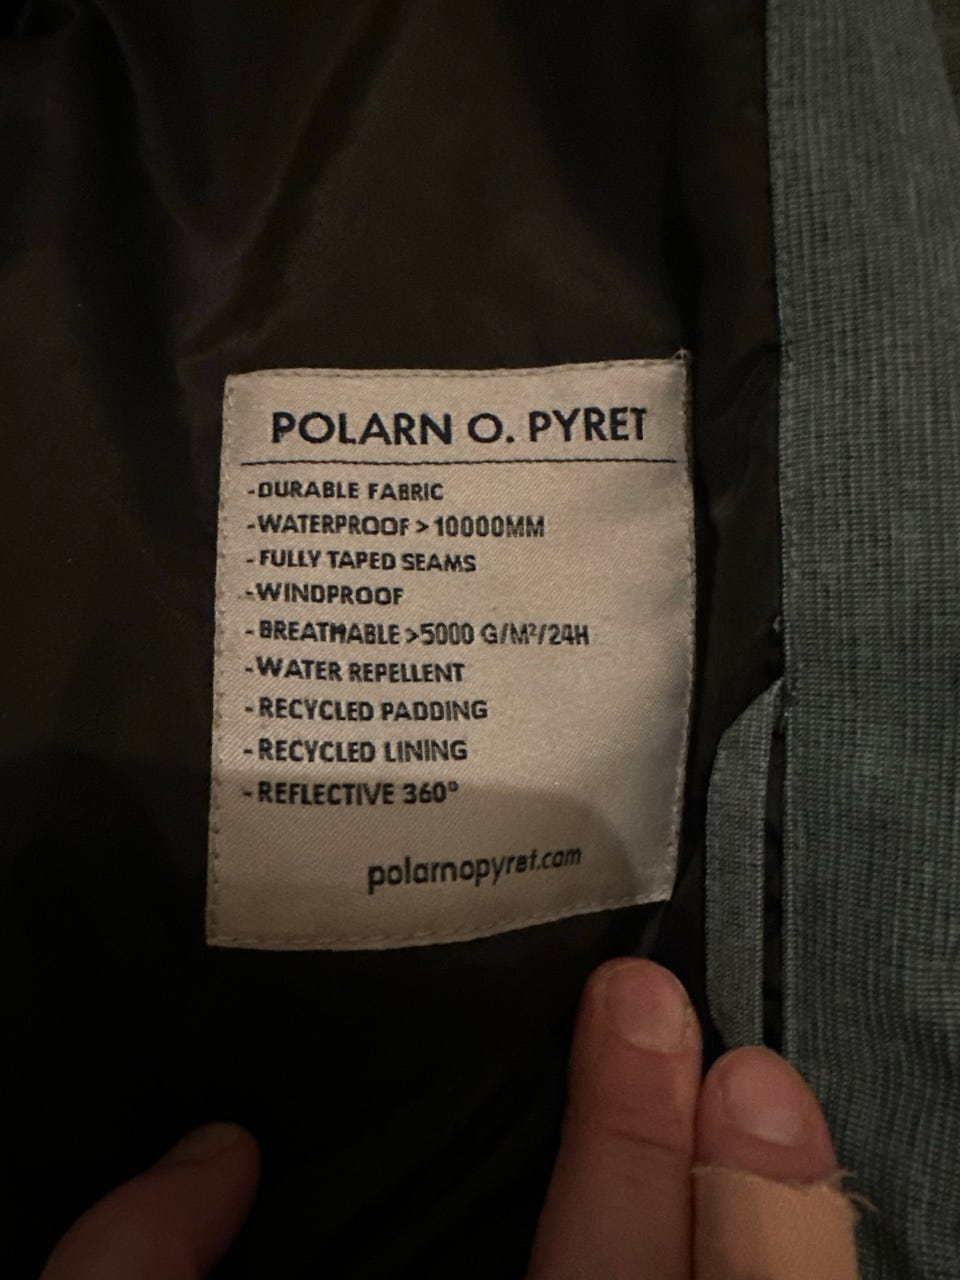 POLARN O. PYRET
-DURABLE FABRIC
-WATERPROOF > 10000MM
-FULLY TAPED SEAMS
-WINDPROOF
-BREATHABLE >5000 G/M²/24H
-WATER REPELLENT
-RECYCLED PADDING
-RECYCLED LINING
-REFLECTIVE 360°
polarnopyret.com